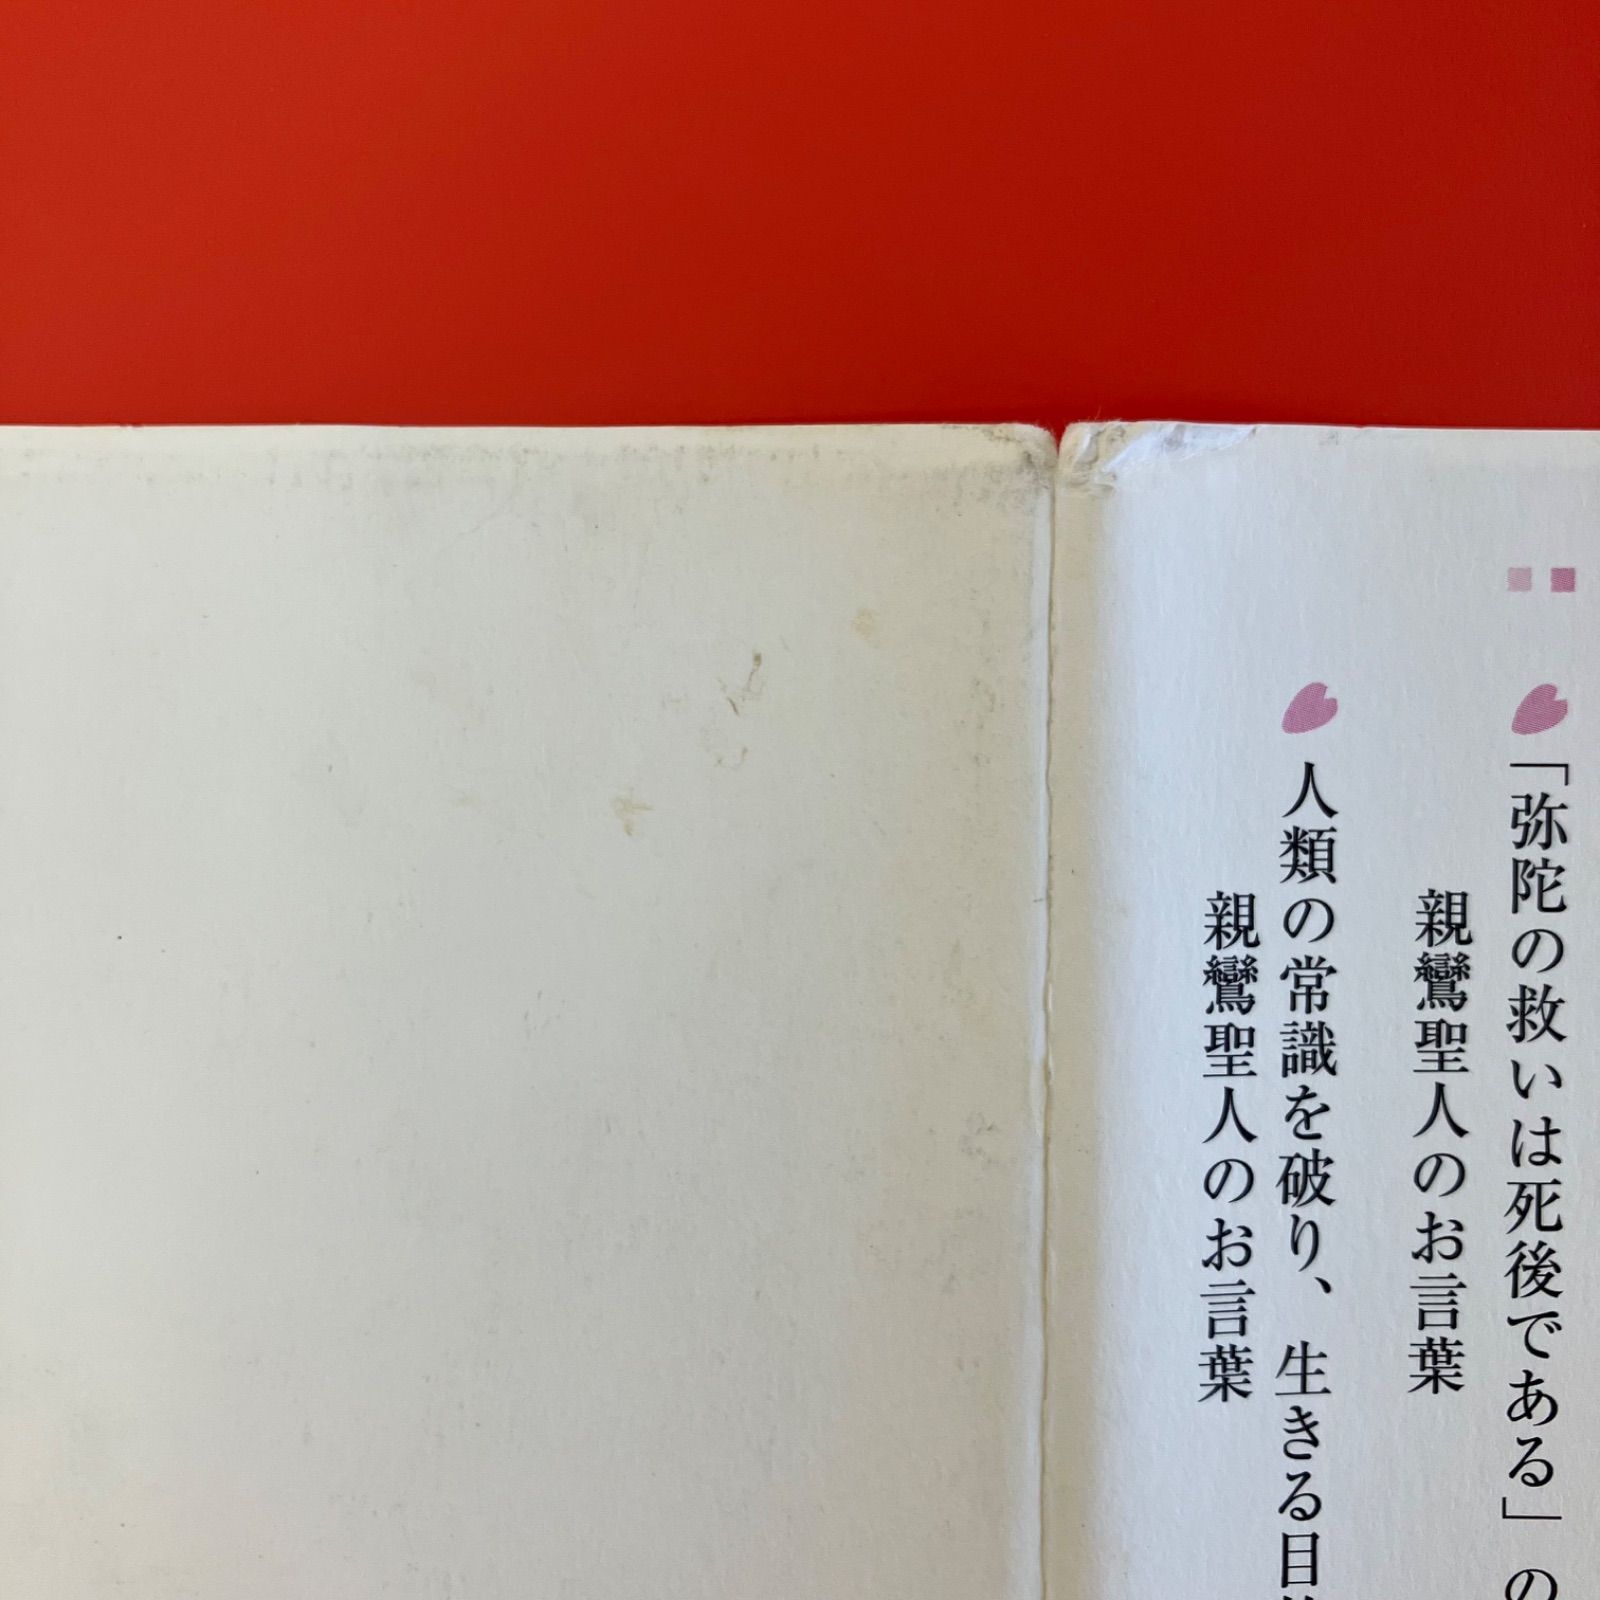 「弥陀の救いは死後である」の
親鸞聖人のお言葉
人類の常識を破り、生きる目
親鸞聖人のお言葉